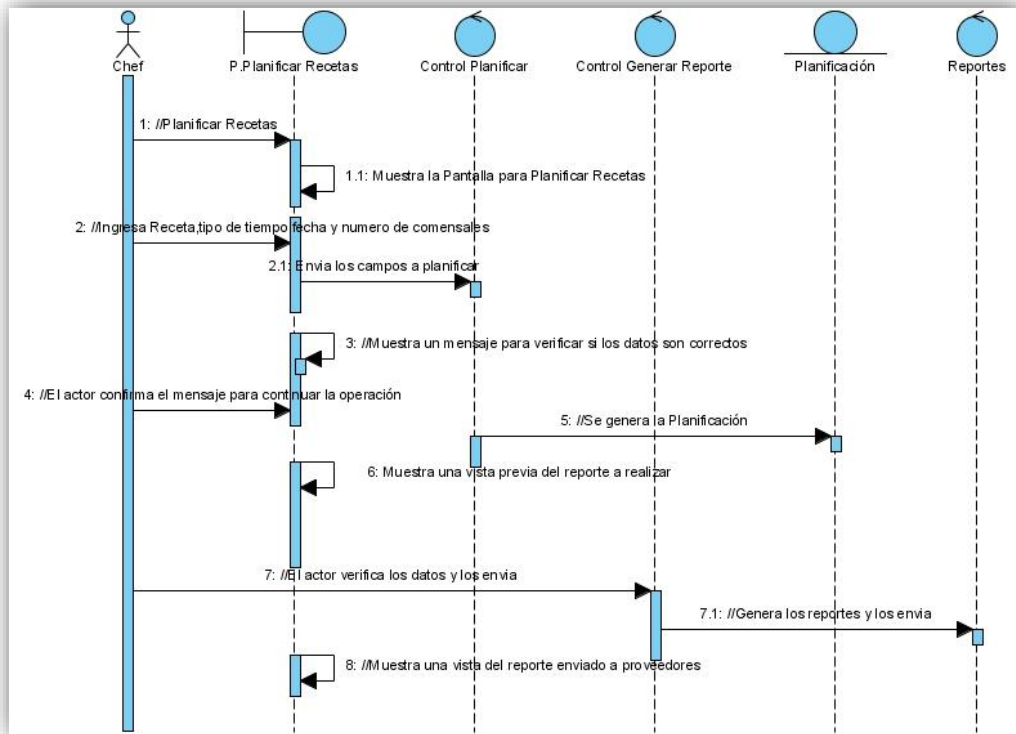 Chef
P.Planificar Recetas
Control Planificar
Control Generar Reporte
Planificación
Reportes
1: //Planificar Recetas
1.1: Muestra la Pantalla para Planificar Recetas
2: //Ingresa Receta,tipo de tiempo fecha y numero de comensales
2.1: Envia los campos a planificar
3: //Muestra un mensaje para verificar si los datos son correctos
4: //El actor confirma el mensaje para continuar la operación
5: //Se genera la Planificación
6: Muestra una vista previa del reporte a realizar
7: //El actor verifica los datos y los envia
7.1: //Genera los reportes y los envia
8: //Muestra una vista del reporte enviado a proveedores